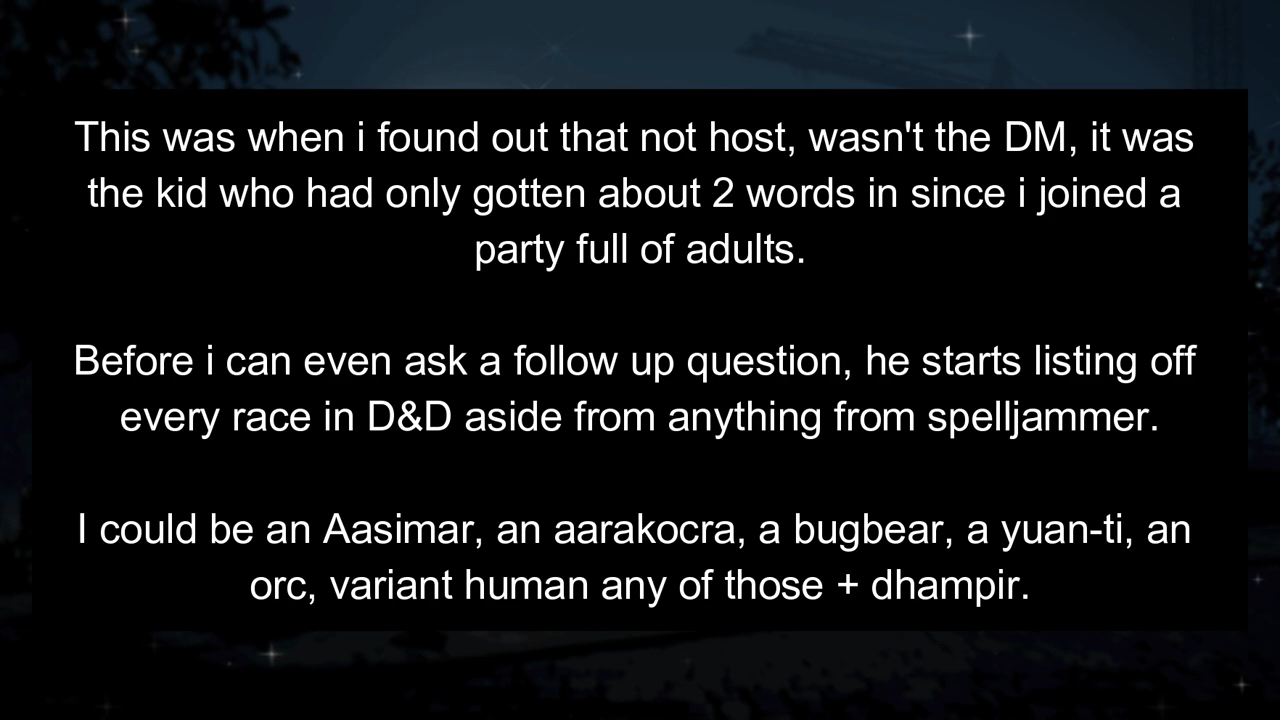 This was when i found out that not host, wasn't the DM, it was
the kid who had only gotten about 2 words in since i joined a
party full of adults.
Before i can even ask a follow up question, he starts listing off
every race in D&D aside from anything from spelljammer.
I could be an Aasimar, an aarakocra, a bugbear, a yuan-ti, an
orc, variant human any of those + dhampir.